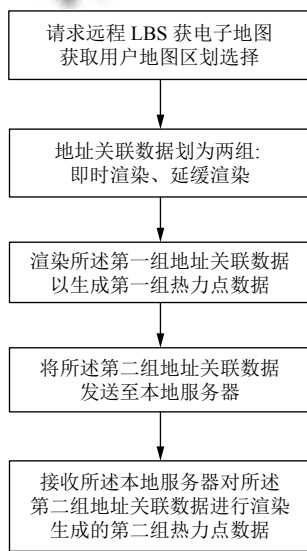 请求远程 LBS 获电子地图
获取用户地图区划选择
地址关联数据划为两组:
即时渲染、延缓渲染
渲染所述第一组地址关联数据
以生成第一组热力点数据
将所述第二组地址关联数据
发送至本地服务器
接收所述本地服务器对所述
第二组地址关联数据进行渲染
生成的第二组热力点数据